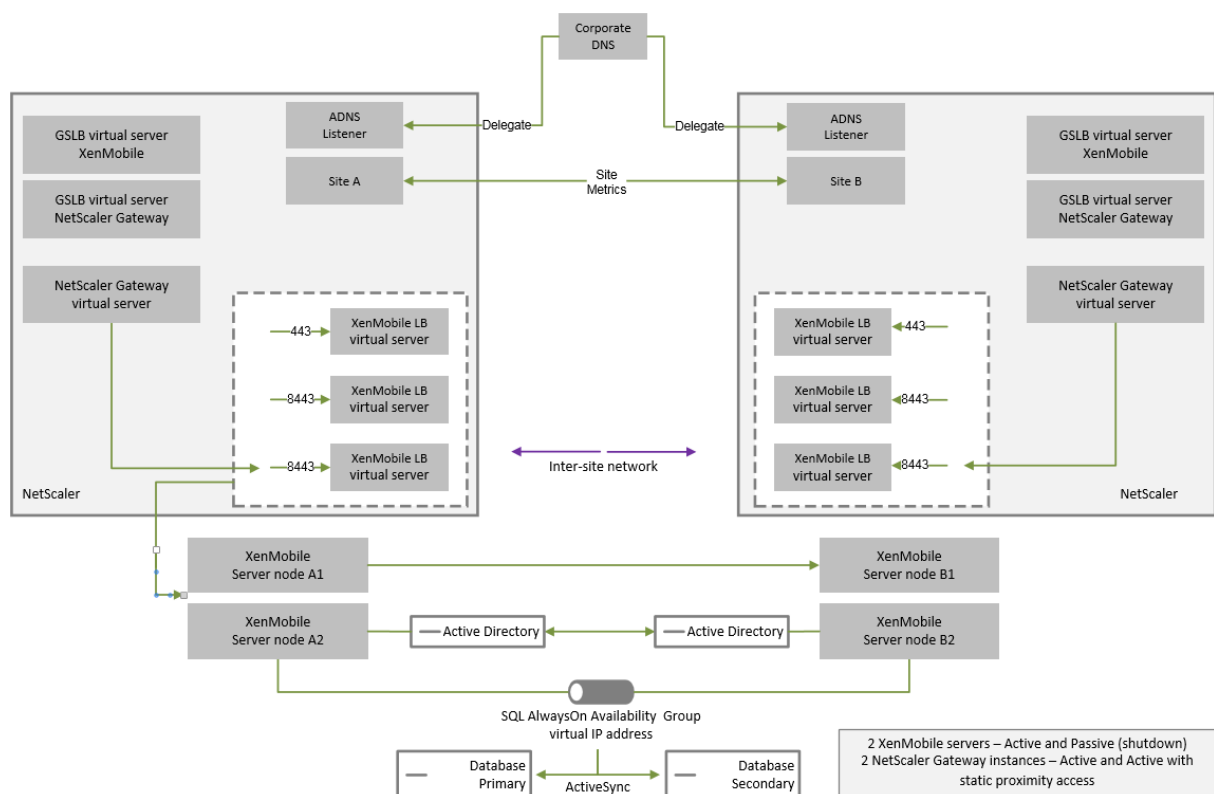 Corporate
DNS
ADNS
Listener
Delegate
Delegate
ADNS
Listener
GSLB virtual server
XenMobile
GSLB virtual server
XenMobile
Site A
Site
Metrics
Site B
GSLB virtual server
NetScaler Gateway
GSLB virtual server
NetScaler Gateway
NetScaler Gateway
virtual server
NetScaler Gateway
virtual server
443
XenMobile LB
virtual server
XenMobile LB
virtual server
443
8443
XenMobile LB
virtual server
XenMobile LB
virtual server
8443
8443
XenMobile LB
virtual server
XenMobile LB
virtual server
8443
Inter-site network
NetScaler
NetScaler
XenMobile
Server node A1
XenMobile
Server node B1
XenMobile
Server node A2
Active Directory
Active Directory
XenMobile
Server node B2
SQL AlwaysOn Availability Group
virtual IP address
Database
Primary
ActiveSync
Database
Secondary
2 XenMobile servers – Active and Passive (shutdown)
2 NetScaler Gateway instances – Active and Active with
static proximity access